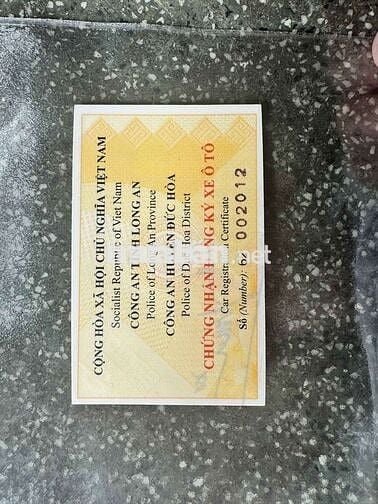 CỘNG HÒA XÃ HỘI CHỦ NGHĨA VIỆT NAM
Socialist Republic of Viet Nam
CÔNG AN TỈNH LONG AN
Police of Long An Province
CÔNG AN HUYỆN ĐỨC HÒA
Police of Duc Hoa District
CHỨNG NHẬN ĐĂNG KÝ XE Ô TÔ
Car Registration Certificate
Số (Number): 62 002012